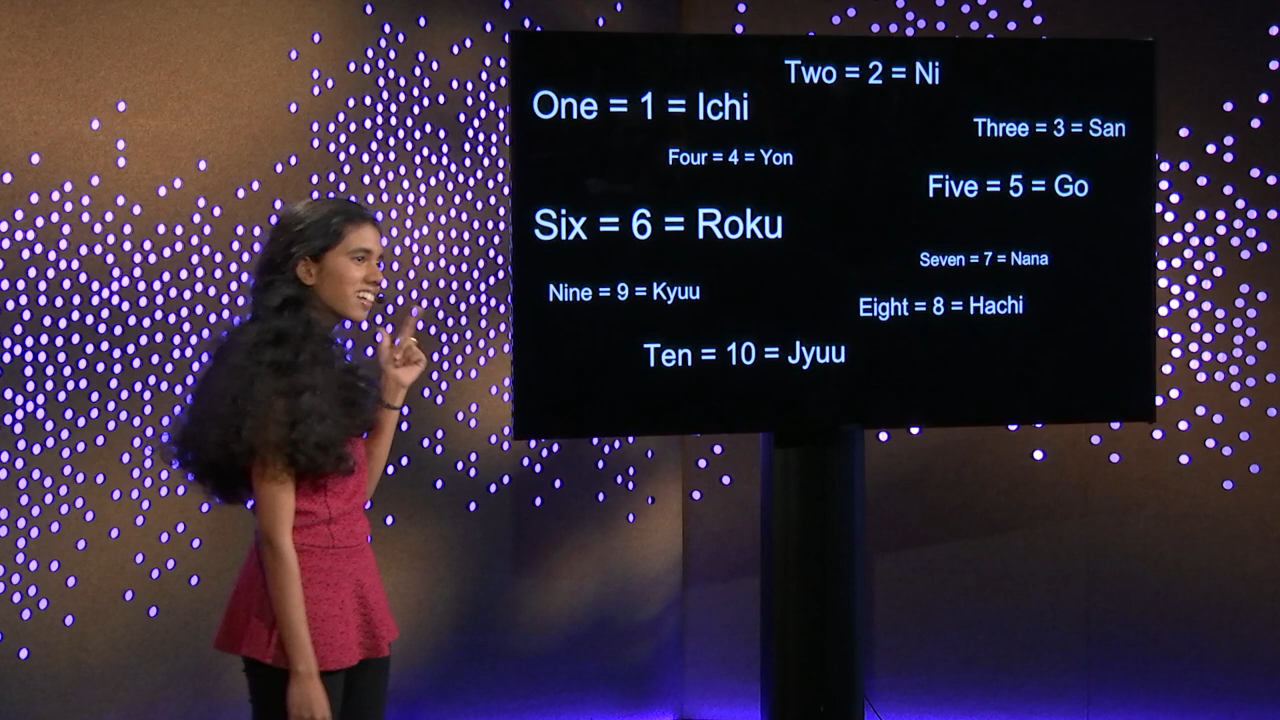 Two = 2 = Ni
One = 1 = Ichi
Three = 3 = San
Four = 4 = Yon
Five = 5 = Go
Six = 6 = Roku
Seven = 7 = Nana
Nine = 9 = Kyuu
Eight = 8 = Hachi
Ten = 10 = Jyuu